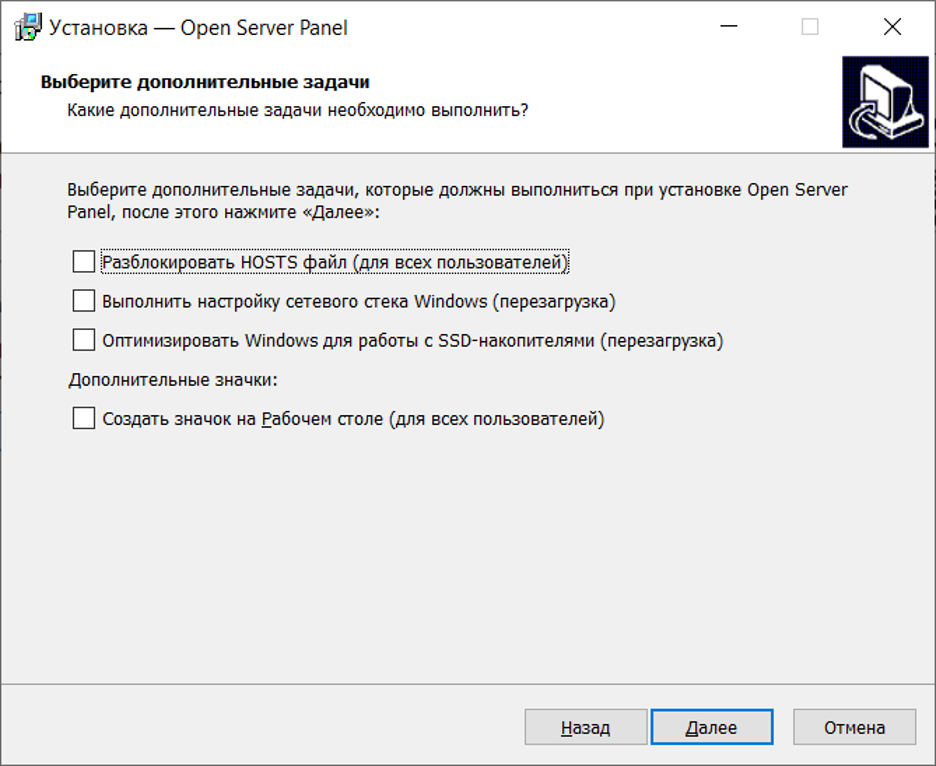 Установка — Open Server Panel
Выберите дополнительные задачи
Какие дополнительные задачи необходимо выполнить?
Выберите дополнительные задачи, которые должны выполниться при установке Open Server
Panel, после этого нажмите «Далее»:
Разблокировать HOSTS файл (для всех пользователей)
Выполнить настройку сетевого стека Windows (перезагрузка)
Оптимизировать Windows для работы с SSD-накопителями (перезагрузка)
Дополнительные значки:
Создать значок на Рабочем столе (для всех пользователей)
Назад Далее Отмена